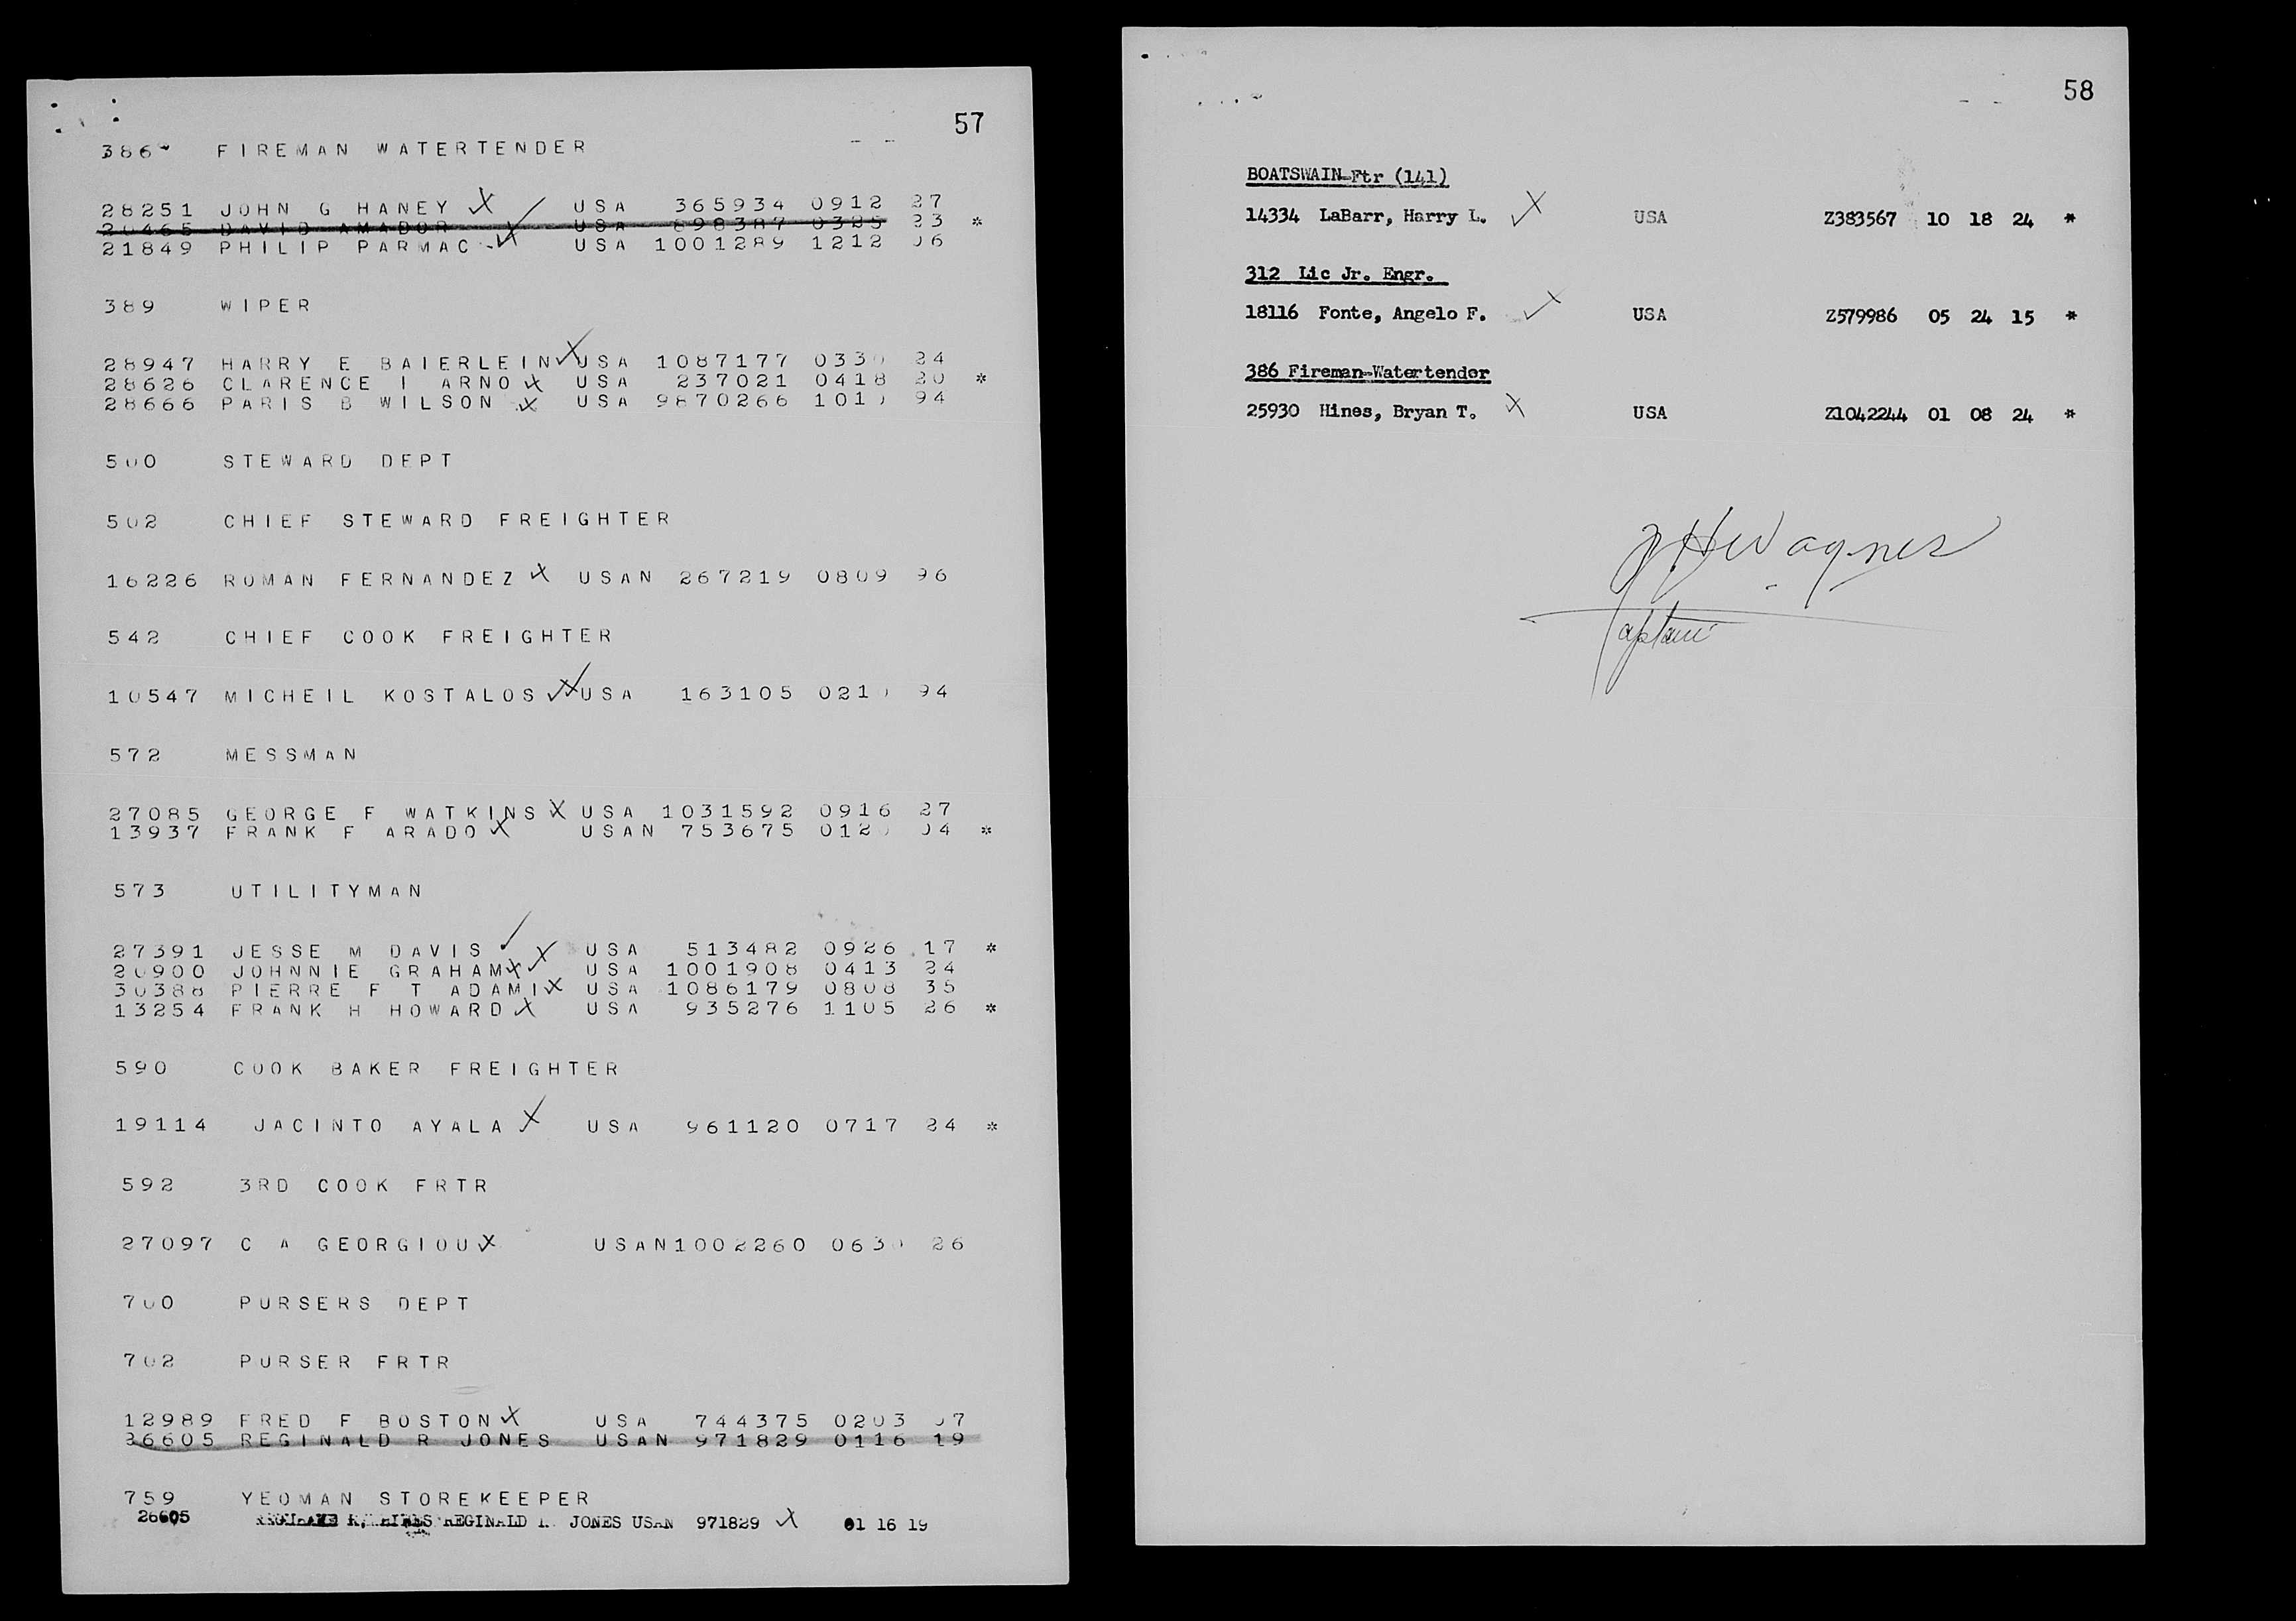 57
386 FIREMAN WATERTENDER
28251 JOHN G HANEY USA 365934 0912 27
20465 DAVID AMADOR USA 898387 0325 23 *
21849 PHILIP PARMAC USA 1001289 1212 06
389 WIPER
28947 HARRY E BAIERLEIN USA 1087177 0330 24
28626 CLARENCE I ARNO USA 237021 0418 20 *
28666 PARIS B WILSON USA 9870266 1010 94
500 STEWARD DEPT
502 CHIEF STEWARD FREIGHTER
16226 ROMAN FERNANDEZ USAN 267219 0809 96
542 CHIEF COOK FREIGHTER
10547 MICHEIL KOSTALOS USA 163105 0210 94
572 MESSMAN
27085 GEORGE F WATKINS USA 1031592 0916 27
13937 FRANK F ARADO USAN 753675 0120 04 *
573 UTILITYMAN
27391 JESSE M DAVIS USA 513482 0926 17 *
20900 JOHNNIE GRAHAM USA 1001908 0413 24
30388 PIERRE F T ADAMI USA 1086179 0808 35
13254 FRANK H HOWARD USA 935276 1105 26 *
590 COOK BAKER FREIGHTER
19114 JACINTO AYALA USA 961120 0717 24 *
592 3RD COOK FRTR
27097 C A GEORGIOU USAN1002260 0630 26
700 PURSERS DEPT
702 PURSER FRTR
12989 FRED F BOSTON USA 744375 0203 07
36605 REGINALD R JONES USAN 971829 0116 19
759 YEOMAN STOREKEEPER
26605 REGINALD JONES USAN 971829 01 16 19
58
BOATSWAIN-Ftr (141)
14334 LaBarr, Harry L. USA Z383567 10 18 24 *
312 Lic Jr. Engr.
18116 Fonte, Angelo F. USA Z579986 05 24 15 *
386 Fireman-Watertender
25930 Hines, Bryan T. USA Z1042244 01 08 24 *
Wagner
Captain